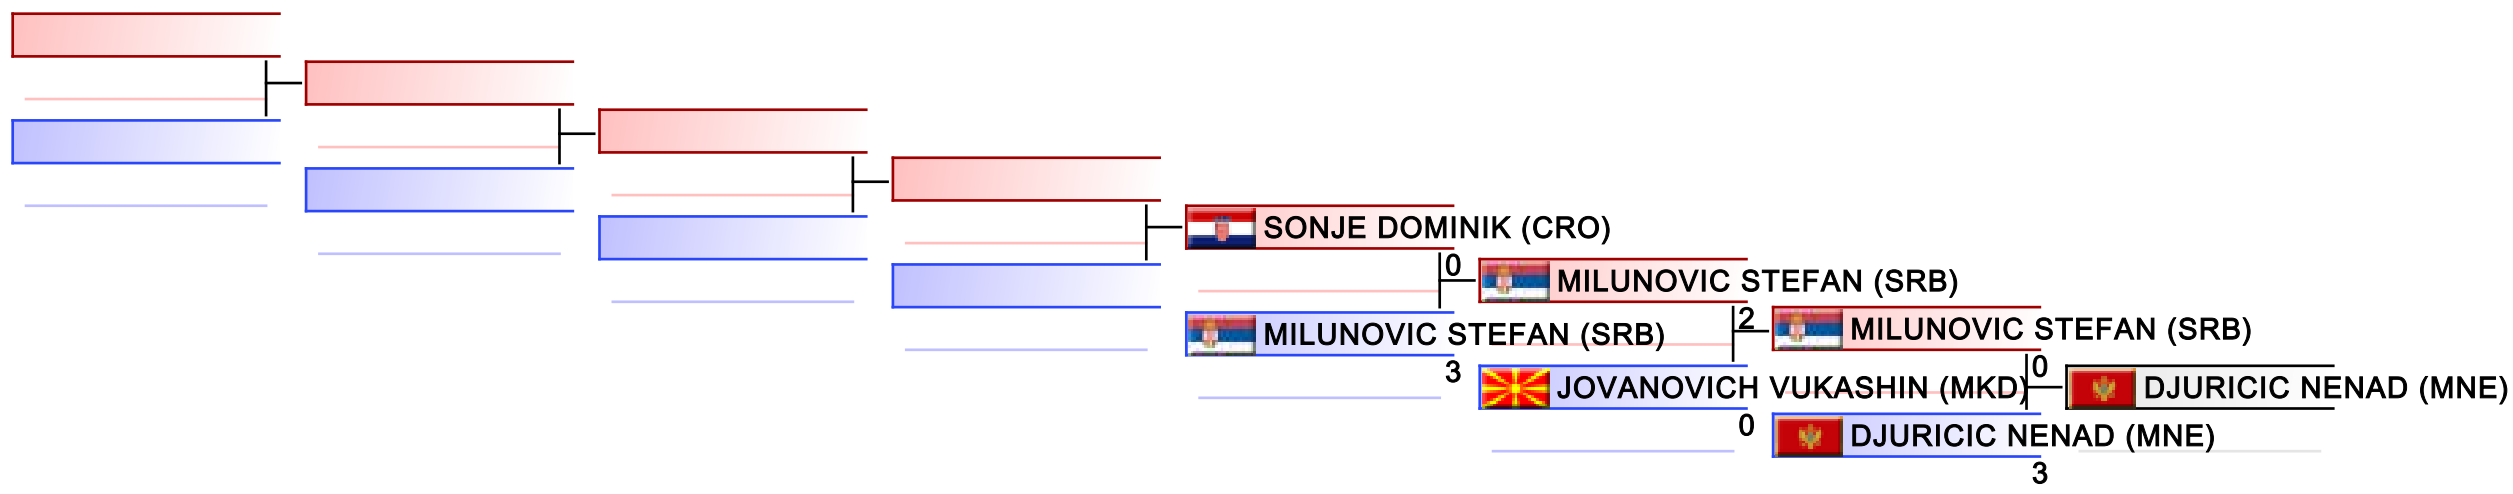 SONJE DOMINIK (CRO)
0
MILUNOVIC STEFAN (SRB)
MILUNOVIC STEFAN (SRB)
3
2
MILUNOVIC STEFAN (SRB)
JOVANOVICH VUKASHIN (MKD)
0
0
DJURICIC NENAD (MNE)
DJURICIC NENAD (MNE)
3